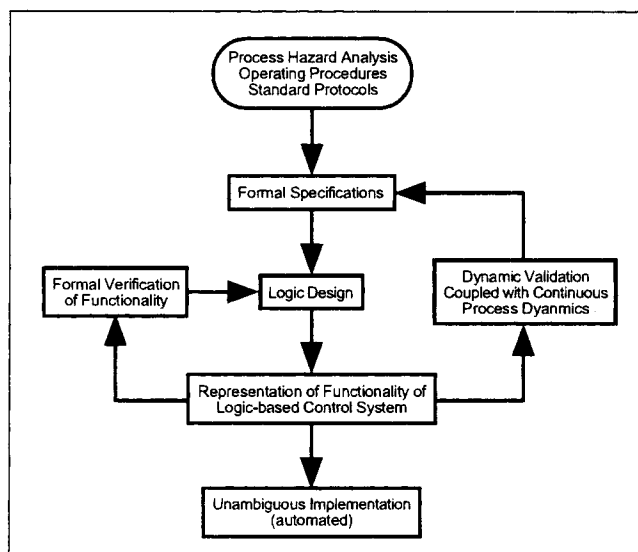 Process Hazard Analysis
Operating Procedures
Standard Protocols
Formal Specifications
Formal Verification
of Functionality
Logic Design
Dynamic Validation
Coupled with Continuous
Process Dyanmics
Representation of Functionality of
Logic-based Control System
Unambiguous Implementation
(automated)